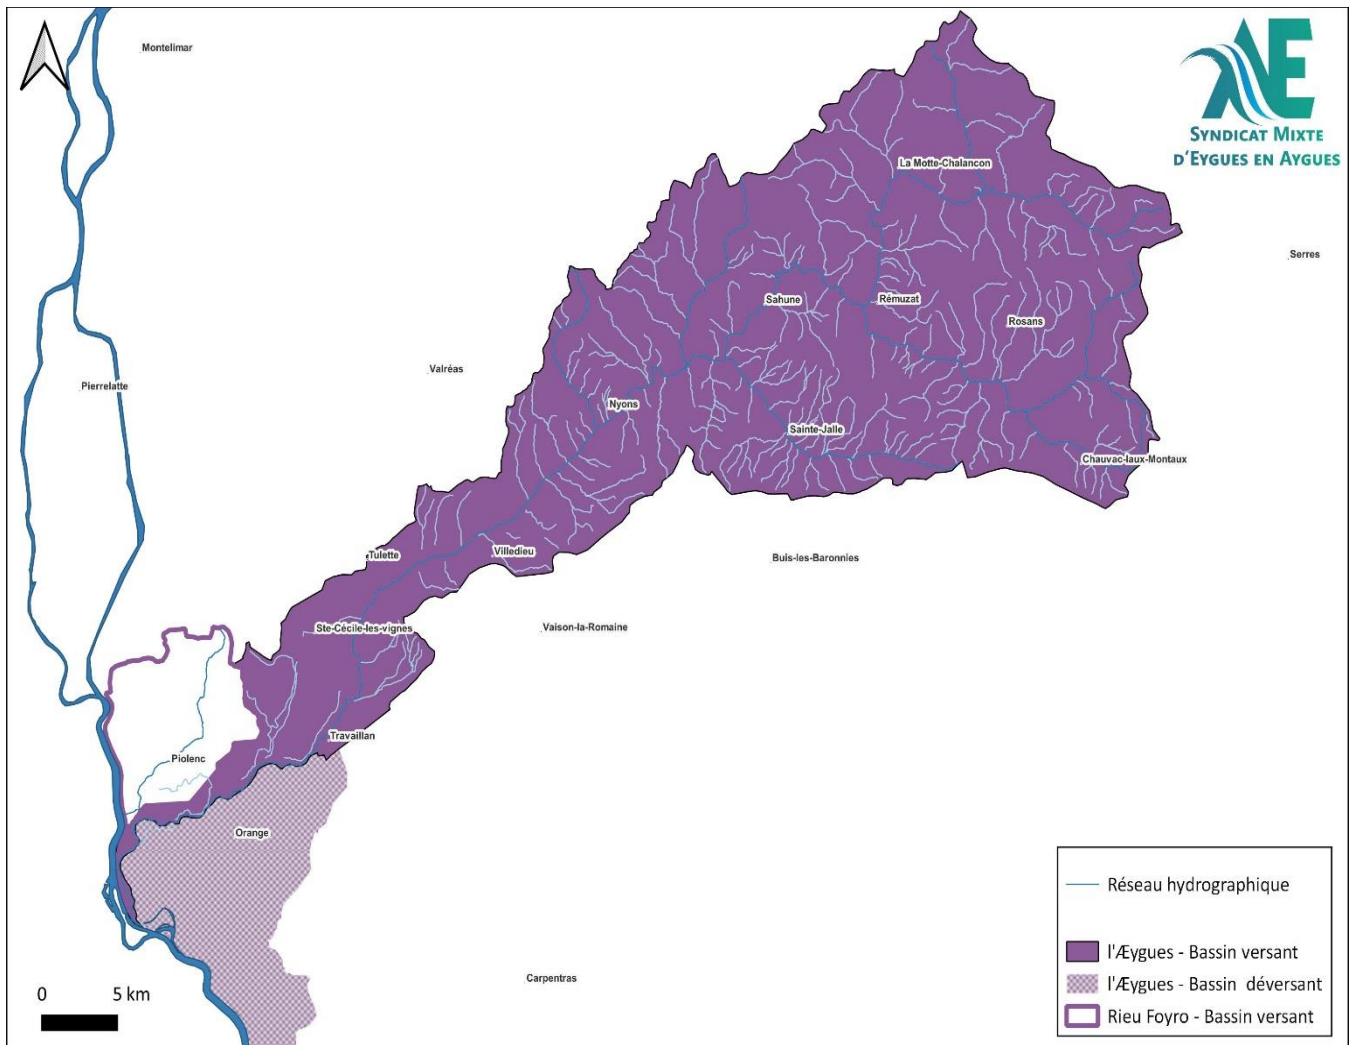 Montelimar
SYNDICAT MIXTE
D'EYGUES EN AYGUES
La Motte-Chalancon
Serres
Sahune
Rémuzat
Rosans
Valréas
Pierrelatte
Nyons
Sainte-Jalle
Chauvac-laux-Montaux
Tulette
Villedieu
Buis-les-Baronnies
Ste-Cécile-les-vignes
Vaison-la-Romaine
Travaillan
Piolenc
Orange
Carpentras
0 5 km
Réseau hydrographique
l'Æygues - Bassin versant
l'Æygues - Bassin déversant
Rieu Foyro - Bassin versant